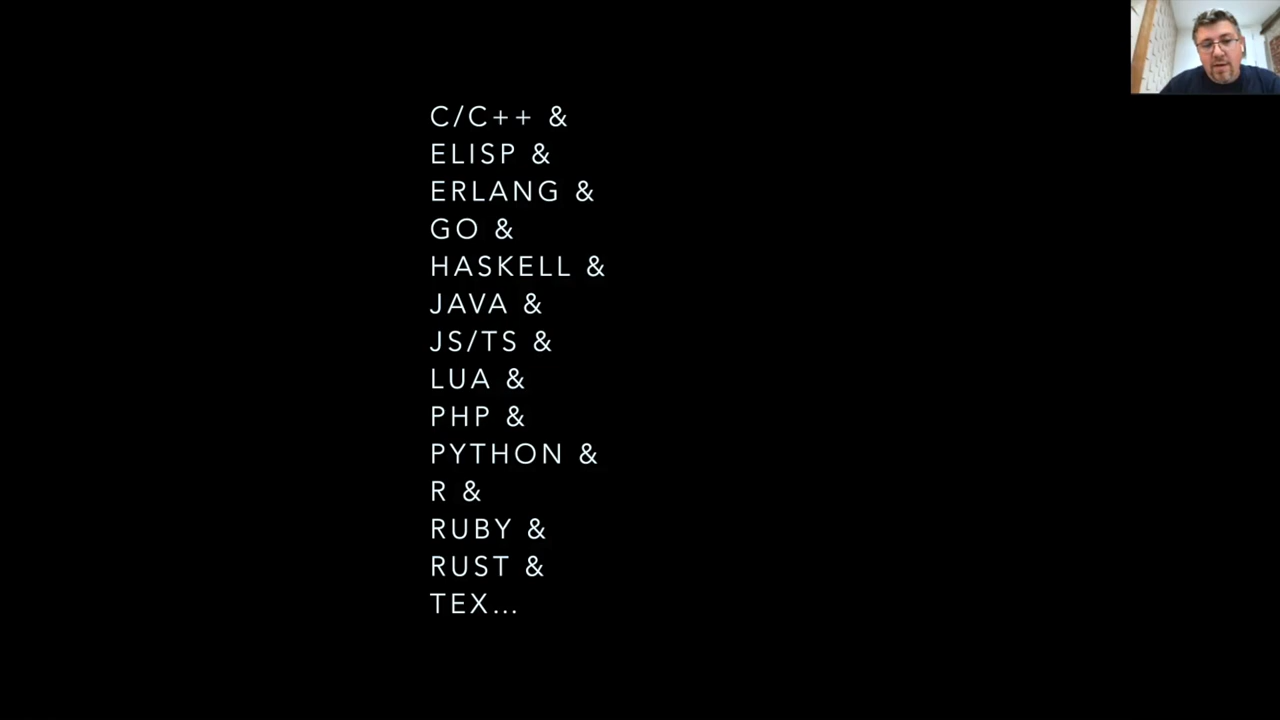 C/C++ &
ELISP &
ERLANG &
GO &
HASKELL &
JAVA &
JS/TS &
LUA &
PHP &
PYTHON &
R &
RUBY &
RUST &
TEX...